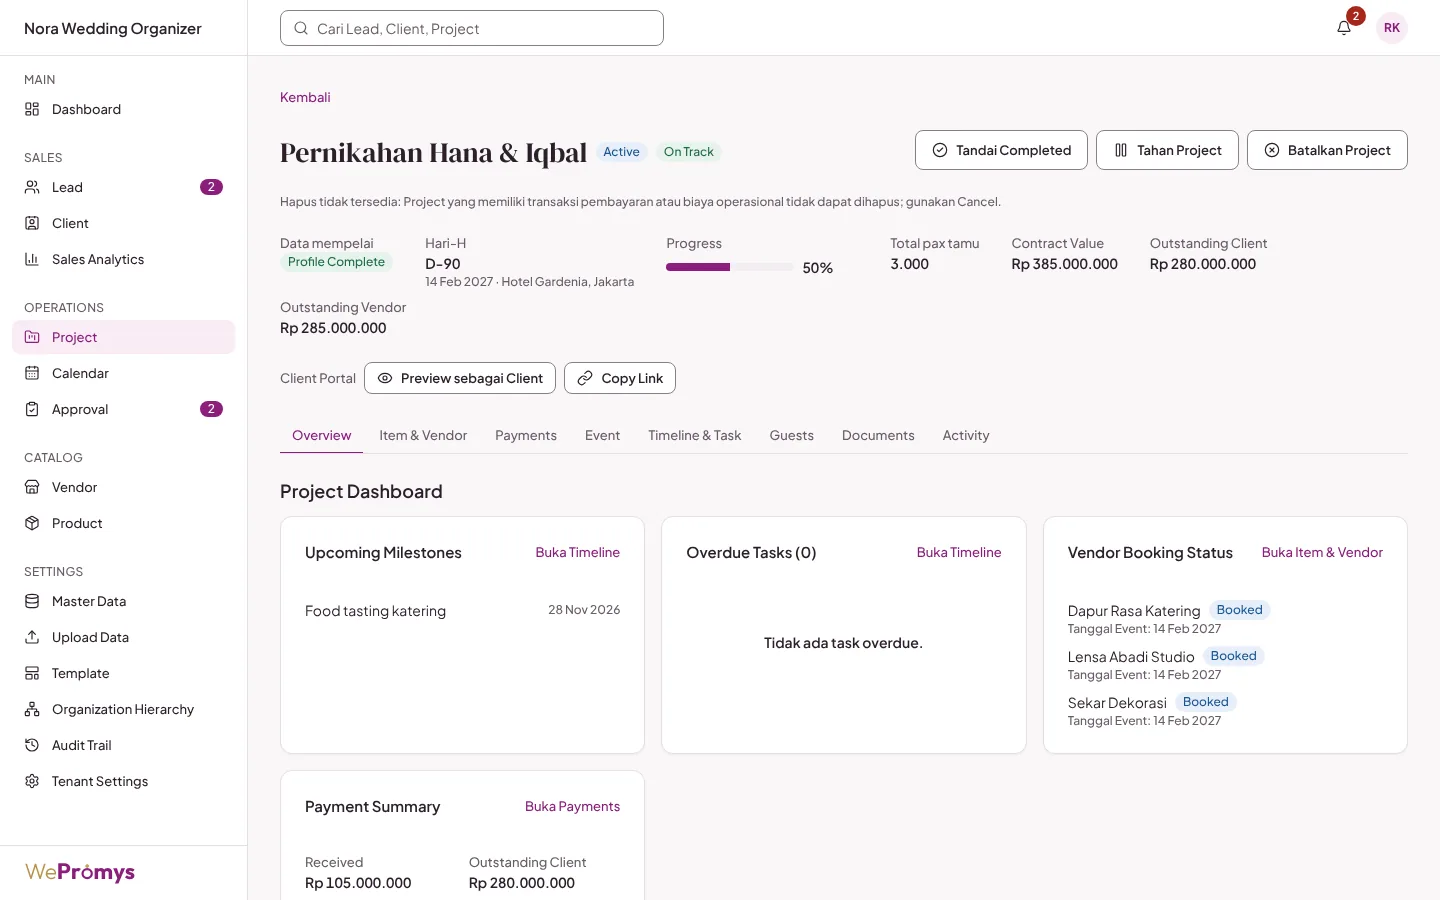 Nora Wedding Organizer
Cari Lead, Client, Project
2
RK
MAIN
Dashboard
SALES
Lead
2
Client
Sales Analytics
OPERATIONS
Project
Calendar
Approval
2
CATALOG
Vendor
Product
SETTINGS
Master Data
Upload Data
Template
Organization Hierarchy
Audit Trail
Tenant Settings
WePromys
Kembali
Pernikahan Hana & Iqbal
Active
On Track
Tandai Completed
Tahan Project
Batalkan Project
Hapus tidak tersedia: Project yang memiliki transaksi pembayaran atau biaya operasional tidak dapat dihapus; gunakan Cancel.
Data mempelai
Profile Complete
Hari-H
D-90
14 Feb 2027 · Hotel Gardenia, Jakarta
Progress
50%
Total pax tamu
3.000
Contract Value
Rp 385.000.000
Outstanding Client
Rp 280.000.000
Outstanding Vendor
Rp 285.000.000
Client Portal
Preview sebagai Client
Copy Link
Overview
Item & Vendor
Payments
Event
Timeline & Task
Guests
Documents
Activity
Project Dashboard
Upcoming Milestones
Buka Timeline
Food tasting katering
28 Nov 2026
Overdue Tasks (0)
Buka Timeline
Tidak ada task overdue.
Vendor Booking Status
Buka Item & Vendor
Dapur Rasa Katering
Booked
Tanggal Event: 14 Feb 2027
Lensa Abadi Studio
Booked
Tanggal Event: 14 Feb 2027
Sekar Dekorasi
Booked
Tanggal Event: 14 Feb 2027
Payment Summary
Buka Payments
Received
Rp 105.000.000
Outstanding Client
Rp 280.000.000